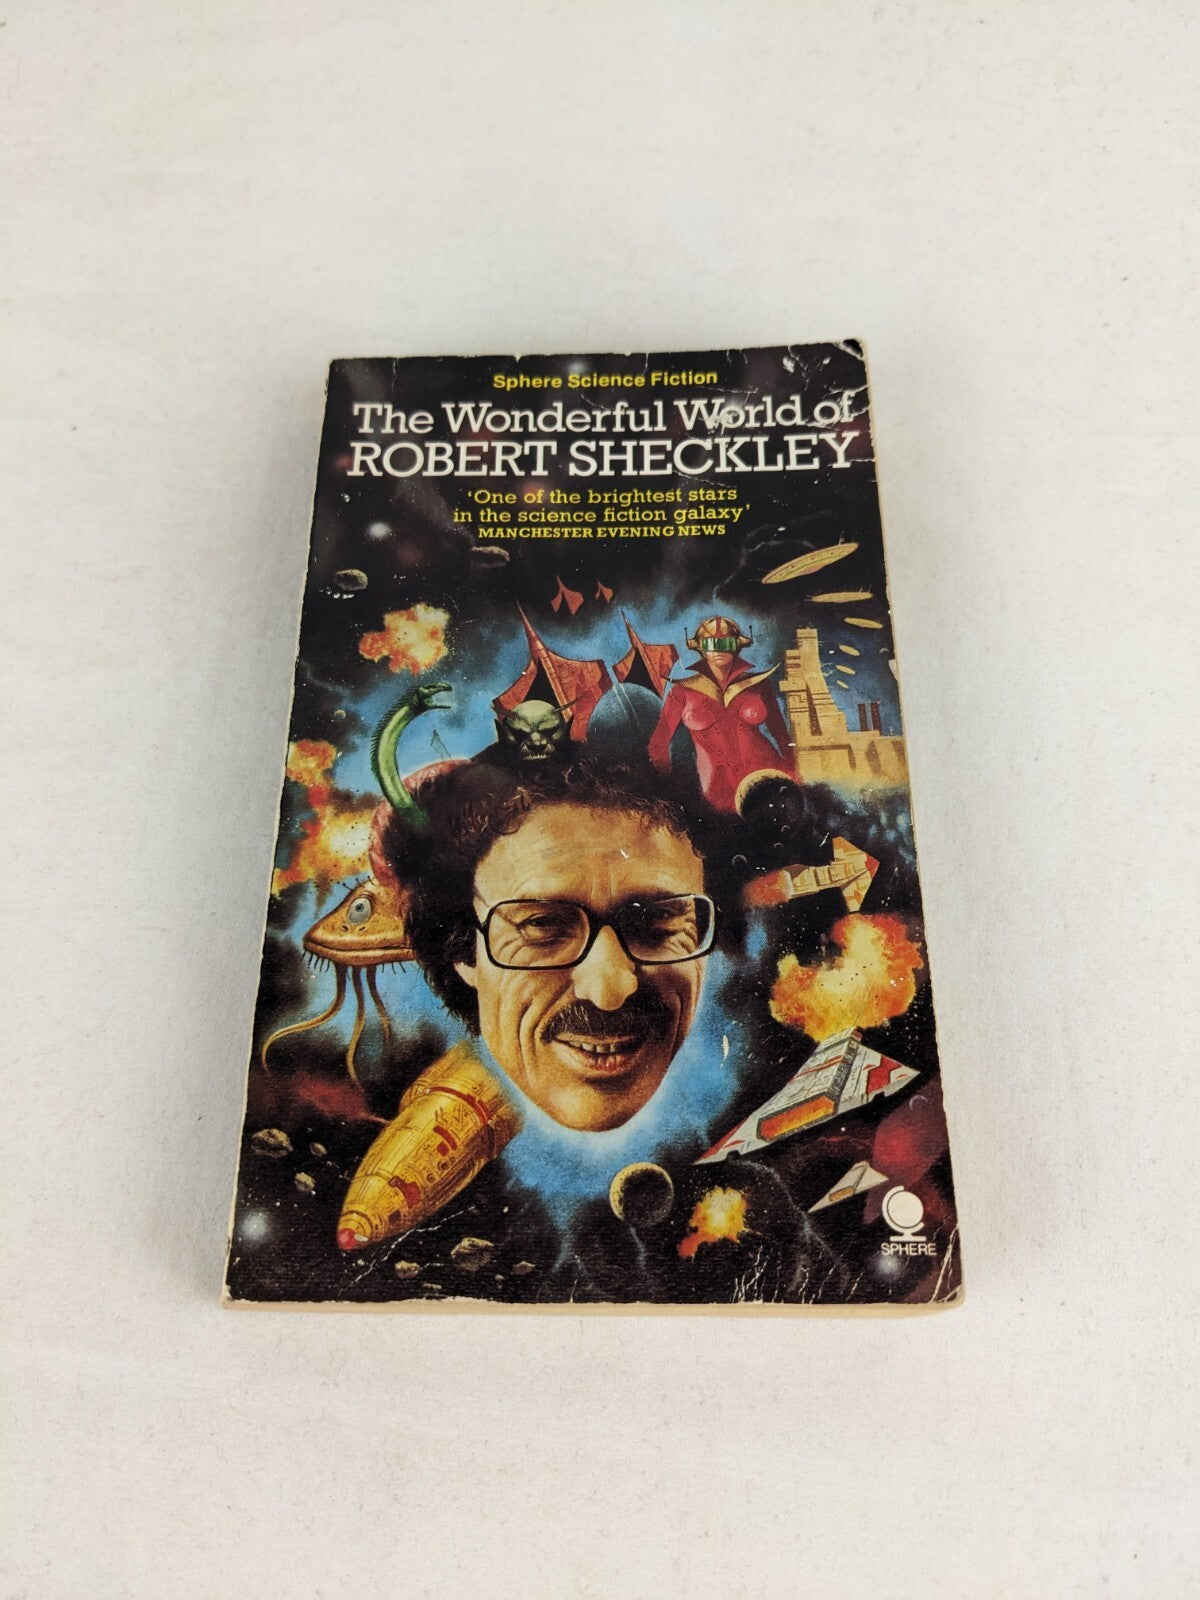 Sphere Science Fiction
The Wonderful World of
ROBERT SHECKLEY
'One of the brightest stars
in the science fiction galaxy'
MANCHESTER EVENING NEWS
SPHERE